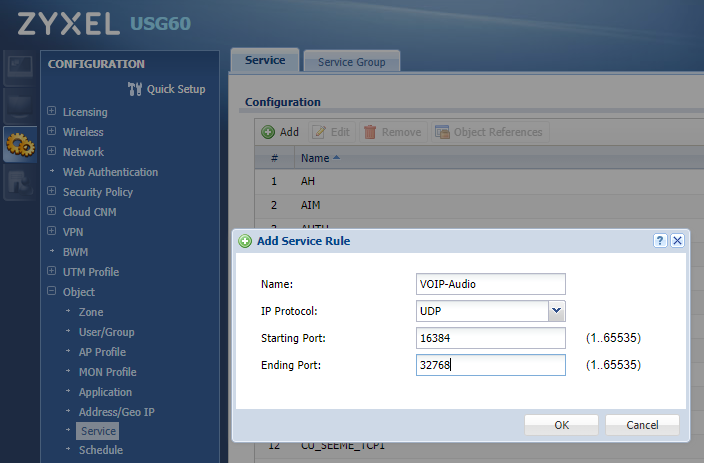 ZYXEL USG60
CONFIGURATION
Quick Setup
Licensing
Wireless
Network
Web Authentication
Security Policy
Cloud CNM
VPN
BWM
UTM Profile
Object
Zone
User/Group
AP Profile
MON Profile
Application
Address/Geo IP
Service
Schedule
Service Service Group
Configuration
Add Edit Remove Object References
# Name
1 AH
2 AIM
Add Service Rule ? X
Name: VOIP-Audio
IP Protocol: UDP
Starting Port: 16384 (1..65535)
Ending Port: 32768 (1..65535)
OK Cancel
12 CU_SEEME_TCP1